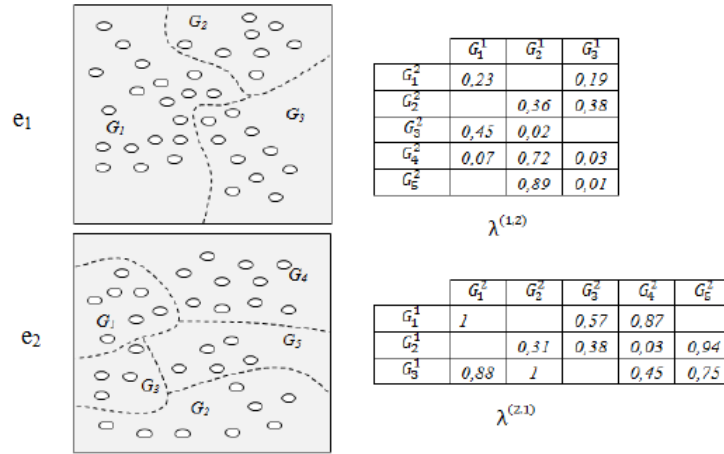 e₁
G₂
G₁
G₃
G₁¹ G₂¹ G₃¹
G₁² 0,23 0,19
G₂² 0,36 0,38
G₃² 0,45 0,02
G₄² 0,07 0,72 0,03
G₅² 0,89 0,01
λ⁽¹,²⁾
e₂
G₄
G₁
G₅
G₃
G₂
G₁² G₂² G₃² G₄² G₅²
G₁¹ 1 0,57 0,87
G₂¹ 0,31 0,38 0,03 0,94
G₃¹ 0,88 1 0,45 0,75
λ⁽²,¹⁾